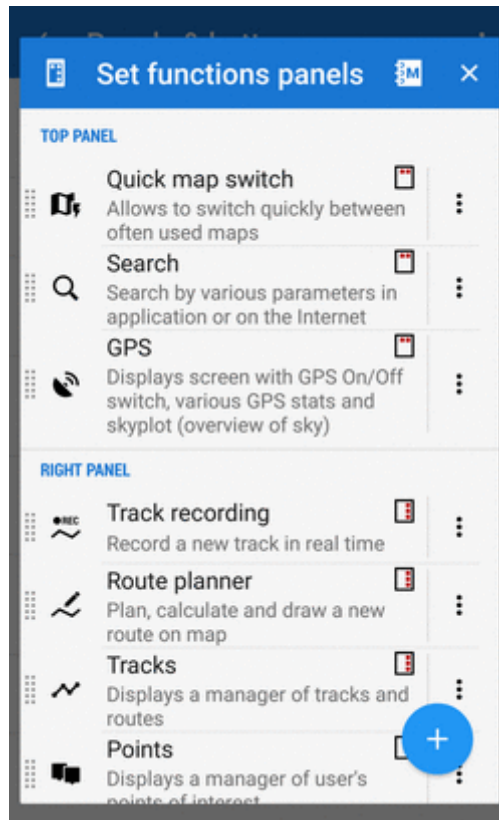 Set functions panels
M
TOP PANEL
Quick map switch
Allows to switch quickly between
often used maps
Search
Search by various parameters in
application or on the Internet
GPS
Displays screen with GPS On/Off
switch, various GPS stats and
skyplot (overview of sky)
RIGHT PANEL
REC
Track recording
Record a new track in real time
Route planner
Plan, calculate and draw a new
route on map
Tracks
Displays a manager of tracks and
routes
Points
Displays a manager of user's
points of interest